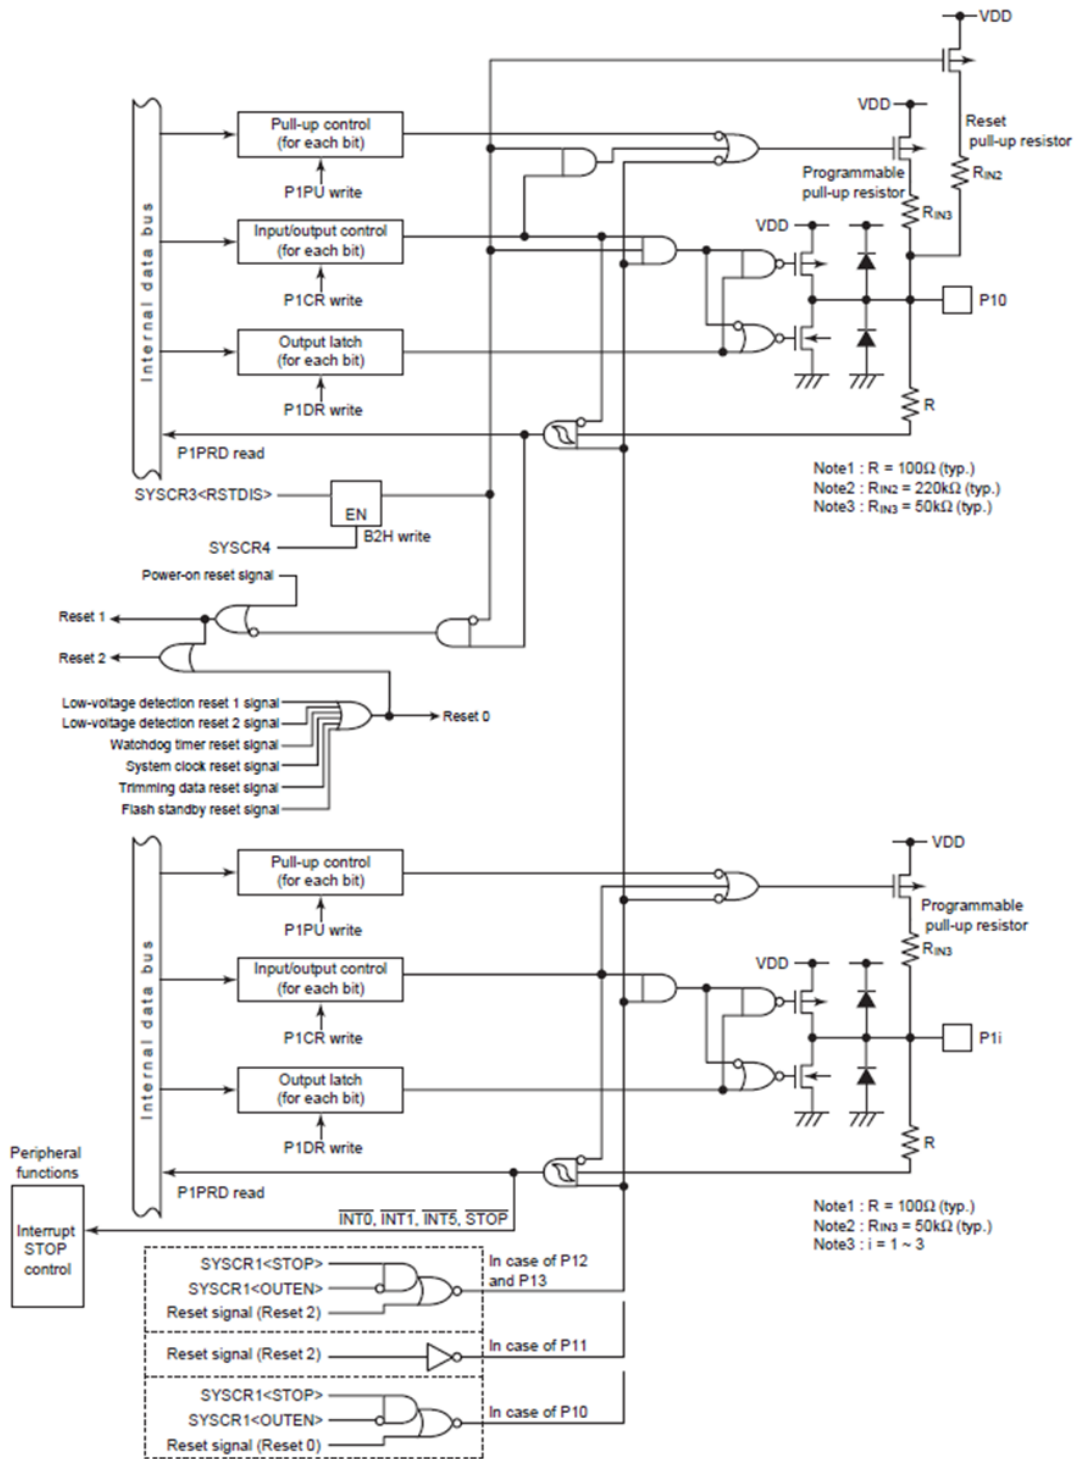 VDD
VDD
Reset
pull-up resistor
Pull-up control
(for each bit)
Programmable
pull-up resistor
RIN2
P1PU write
RIN3
VDD
Input/output control
(for each bit)
Internal data bus
P1CR write
P10
Output latch
(for each bit)
P1DR write
R
P1PRD read
Note1 : R = 100Ω (typ.)
Note2 : RIN2 = 220kΩ (typ.)
Note3 : RIN3 = 50kΩ (typ.)
SYSCR3<RSTDIS>
EN
B2H write
SYSCR4
Power-on reset signal
Reset 1
Reset 2
Low-voltage detection reset 1 signal
Low-voltage detection reset 2 signal
Reset 0
Watchdog timer reset signal
System clock reset signal
Trimming data reset signal
Flash standby reset signal
VDD
Pull-up control
(for each bit)
Programmable
pull-up resistor
P1PU write
RIN3
VDD
Input/output control
(for each bit)
Internal data bus
P1CR write
P1i
Output latch
(for each bit)
P1DR write
R
Peripheral
functions
P1PRD read
Interrupt
STOP
control
INT0, INT1, INT5, STOP
Note1 : R = 100Ω (typ.)
Note2 : RIN3 = 50kΩ (typ.)
Note3 : i = 1 ~ 3
SYSCR1<STOP>
SYSCR1<OUTEN>
Reset signal (Reset 2)
In case of P12
and P13
Reset signal (Reset 2)
In case of P11
SYSCR1<STOP>
SYSCR1<OUTEN>
Reset signal (Reset 0)
In case of P10